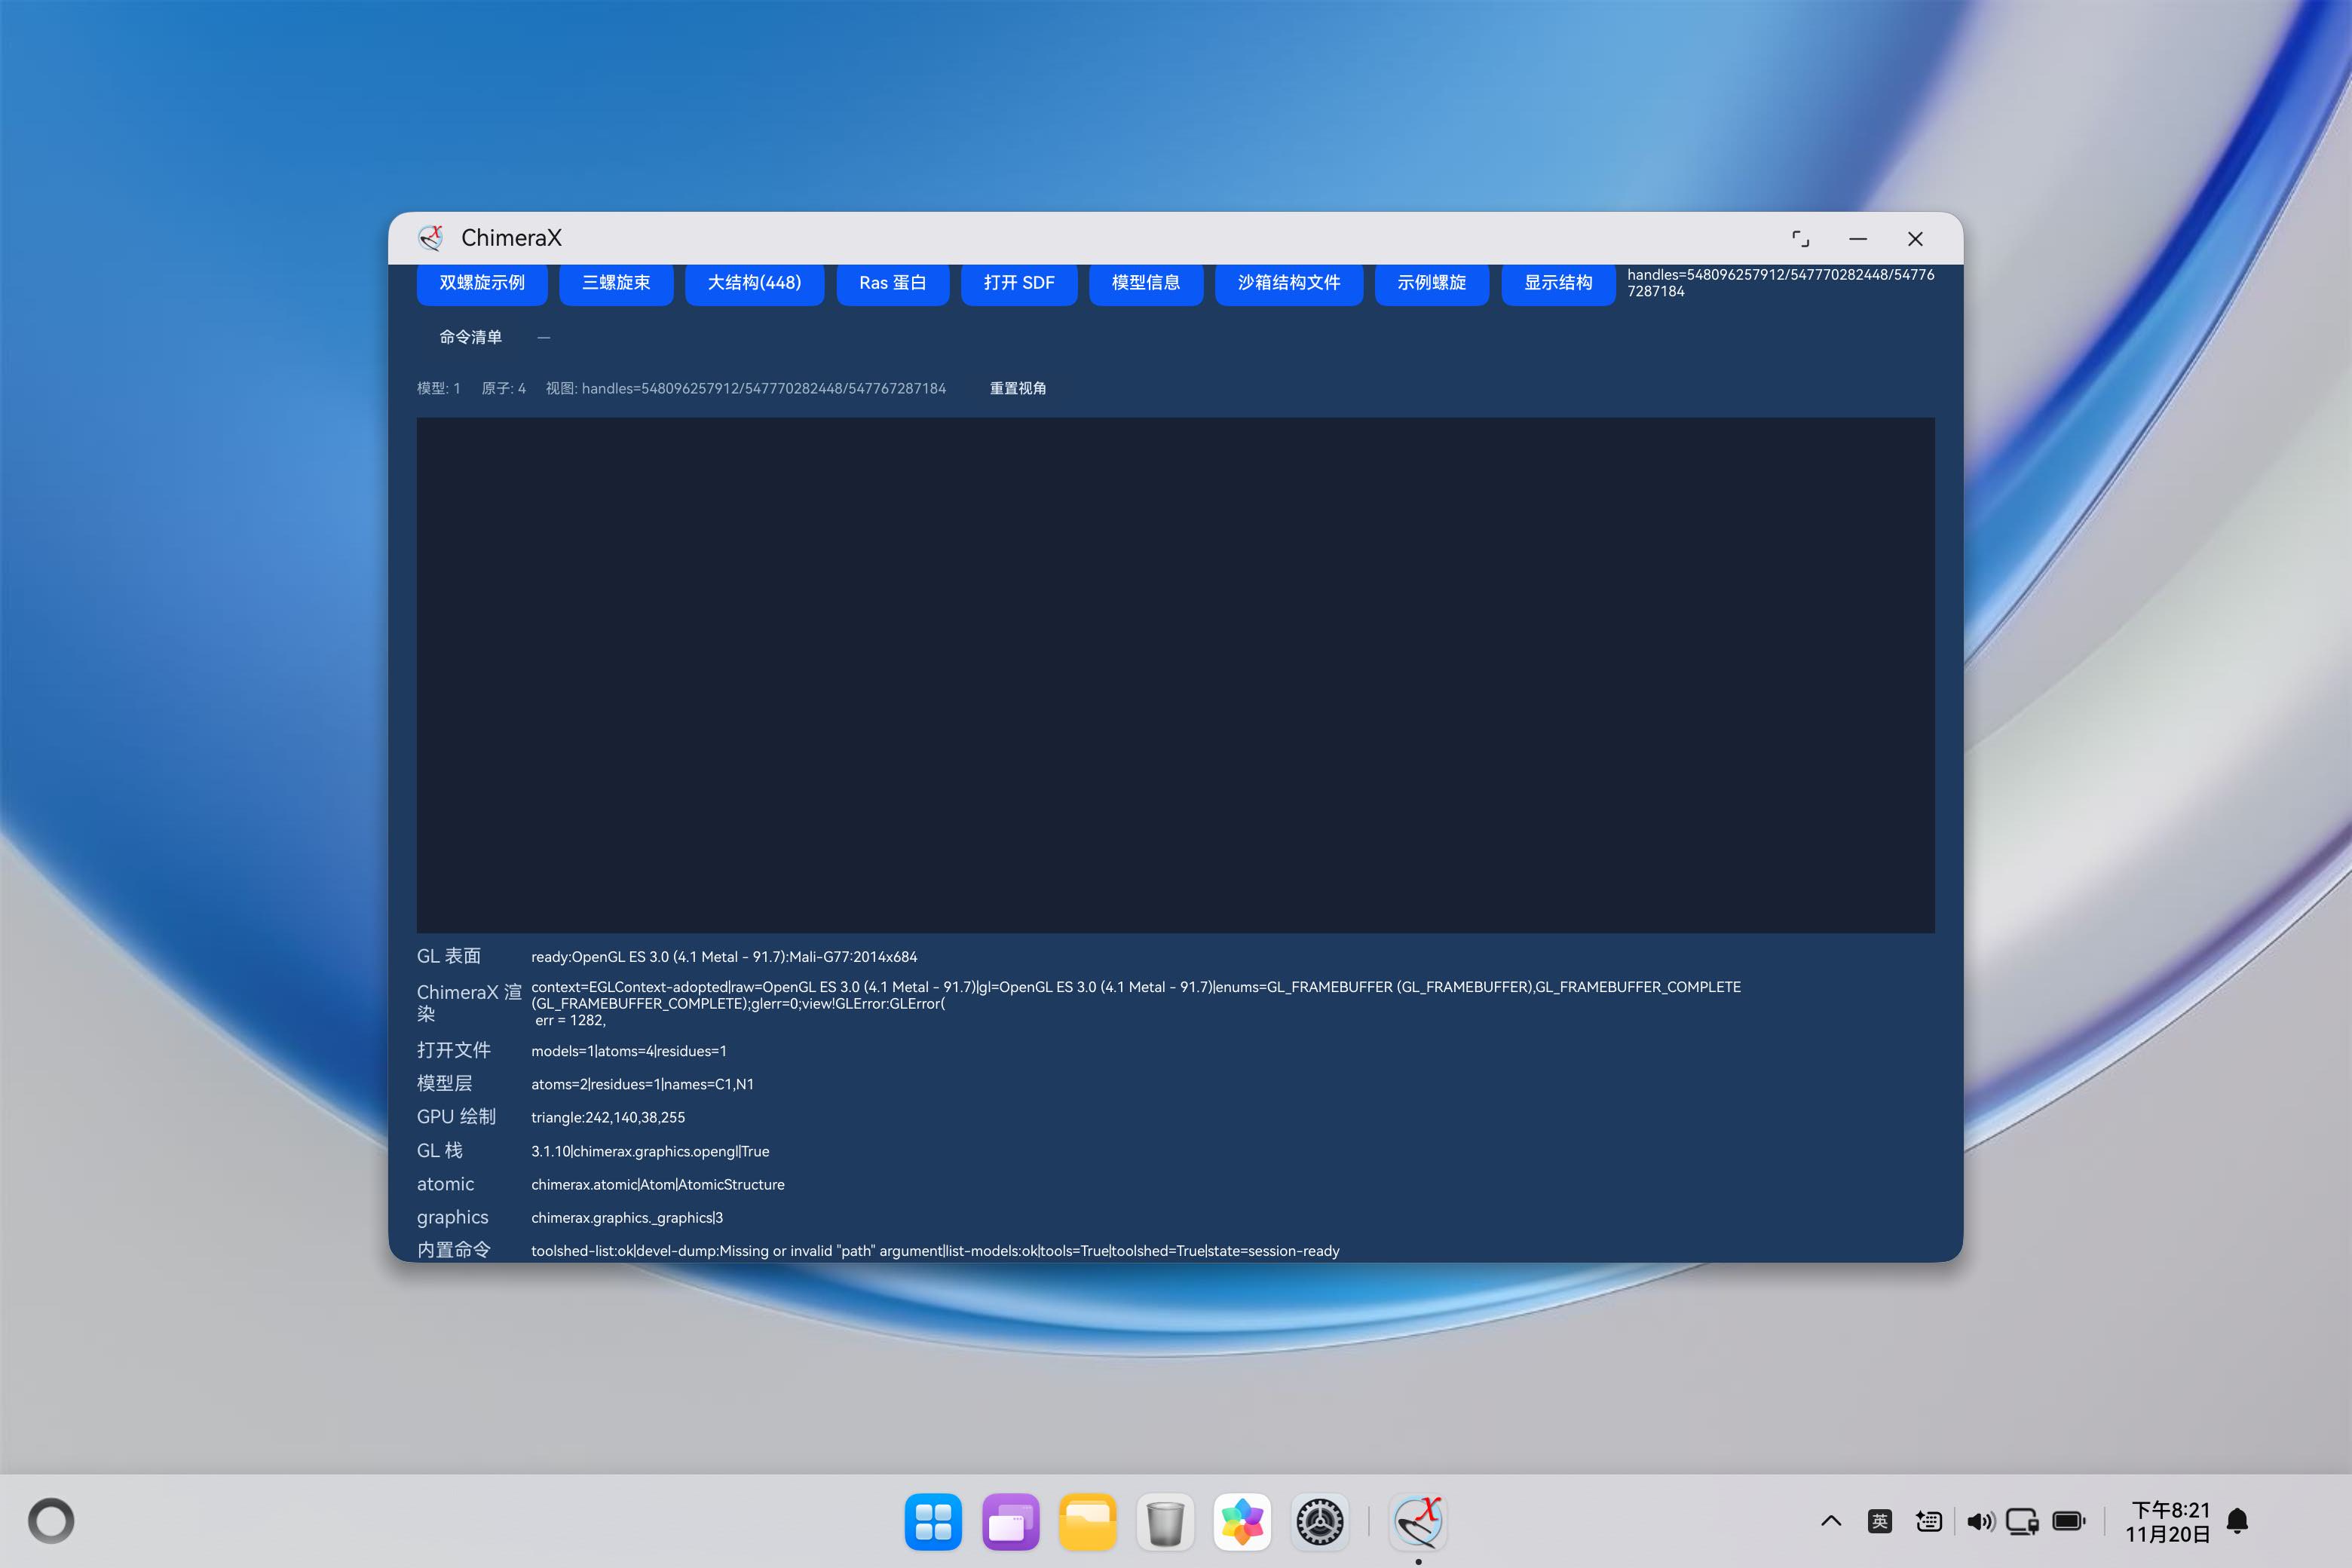 ChimeraX
双螺旋示例
三螺旋束
大结构(448)
Ras 蛋白
打开 SDF
模型信息
沙箱结构文件
示例螺旋
显示结构
handles=548096257912/547770282448/54776
7287184
命令清单 —
模型: 1 原子: 4 视图: handles=548096257912/547770282448/547767287184 重置视角
GL 表面 ready:OpenGL ES 3.0 (4.1 Metal - 91.7):Mali-G77:2014x684
ChimeraX 渲
染
context=EGLContext-adopted|raw=OpenGL ES 3.0 (4.1 Metal - 91.7)|gl=OpenGL ES 3.0 (4.1 Metal - 91.7)|enums=GL_FRAMEBUFFER (GL_FRAMEBUFFER),GL_FRAMEBUFFER_COMPLETE
(GL_FRAMEBUFFER_COMPLETE);glerr=0;view!GLError:GLError(
err = 1282,
打开文件 models=1|atoms=4|residues=1
模型层 atoms=2|residues=1|names=C1,N1
GPU 绘制 triangle:242,140,38,255
GL 栈 3.1.10|chimerax.graphics.opengl|True
atomic chimerax.atomic|Atom|AtomicStructure
graphics chimerax.graphics._graphics|3
内置命令 toolshed-list:ok|devel-dump:Missing or invalid "path" argument|list-models:ok|tools=True|toolshed=True|state=session-ready
英
下午8:21
11月20日